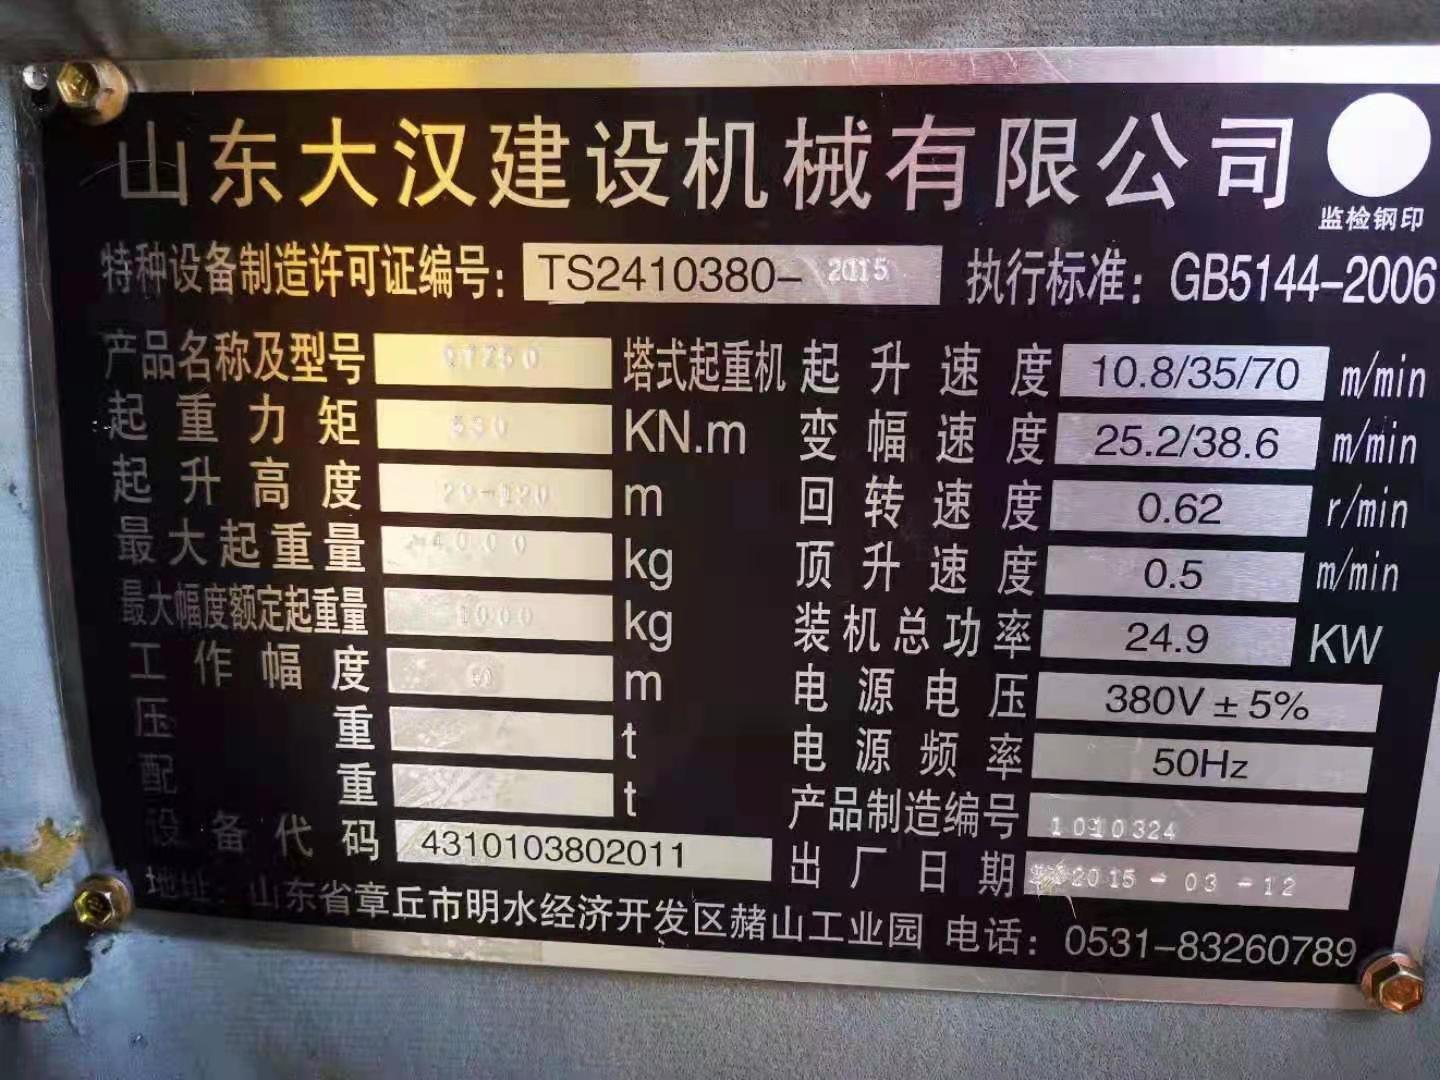 山东大汉建设机械有限公司
监检钢印
特种设备制造许可证编号：TS2410380-2015 执行标准：GB5144-2006
产品名称及型号 QTZ50 塔式起重机 起升速度 10.8/35/70 m/min
起重力矩 KN.m 变幅速度 25.2/38.6 m/min
起升高度 29-120 m 回转速度 0.62 r/min
最大起重量 4000 kg 顶升速度 0.5 m/min
最大幅度额定起重量 1000 kg 装机总功率 24.9 KW
工作幅度 m 电源电压 380V±5%
压重 t 电源频率 50Hz
配重 t 产品制造编号 1010324
设备代码 4310103802011 出厂日期 2015-03-12
地址：山东省章丘市明水经济开发区赭山工业园 电话：0531-83260789